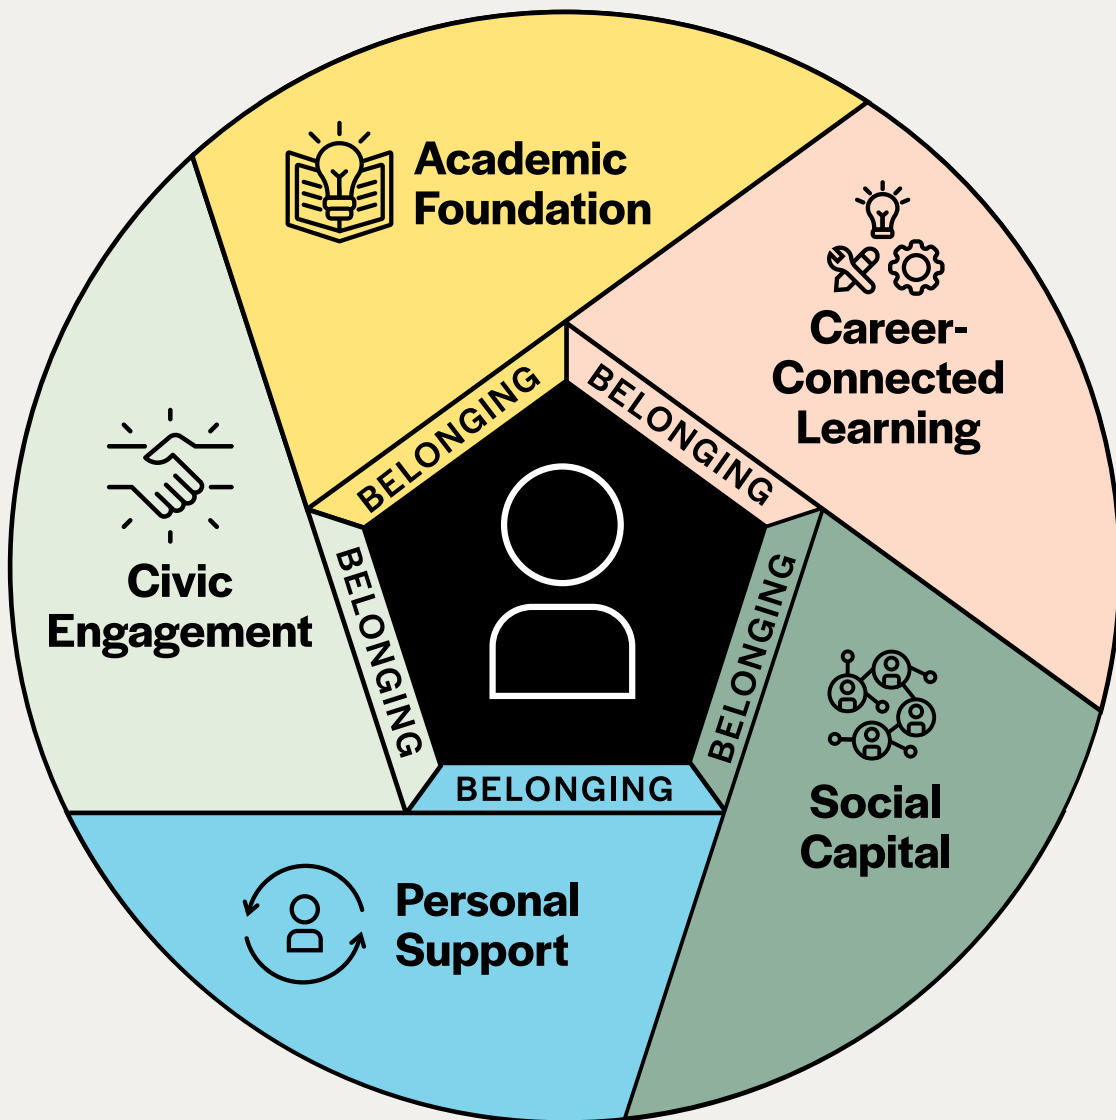 Academic
Foundation
Career-
Connected
Learning
BELONGING
BELONGING
Civic
Engagement
BELONGING
BELONGING
BELONGING
Social
Capital
Personal
Support